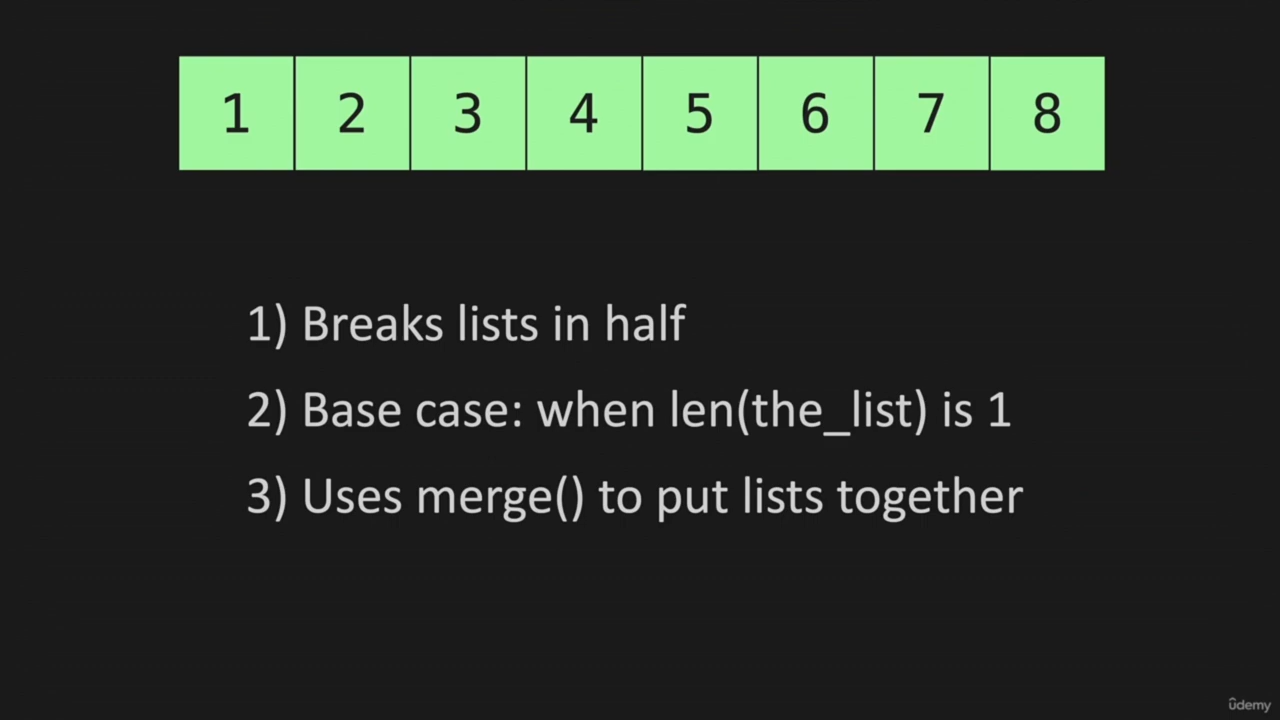 1 2 3 4 5 6 7 8
1) Breaks lists in half
2) Base case: when len(the_list) is 1
3) Uses merge() to put lists together
ûdemy